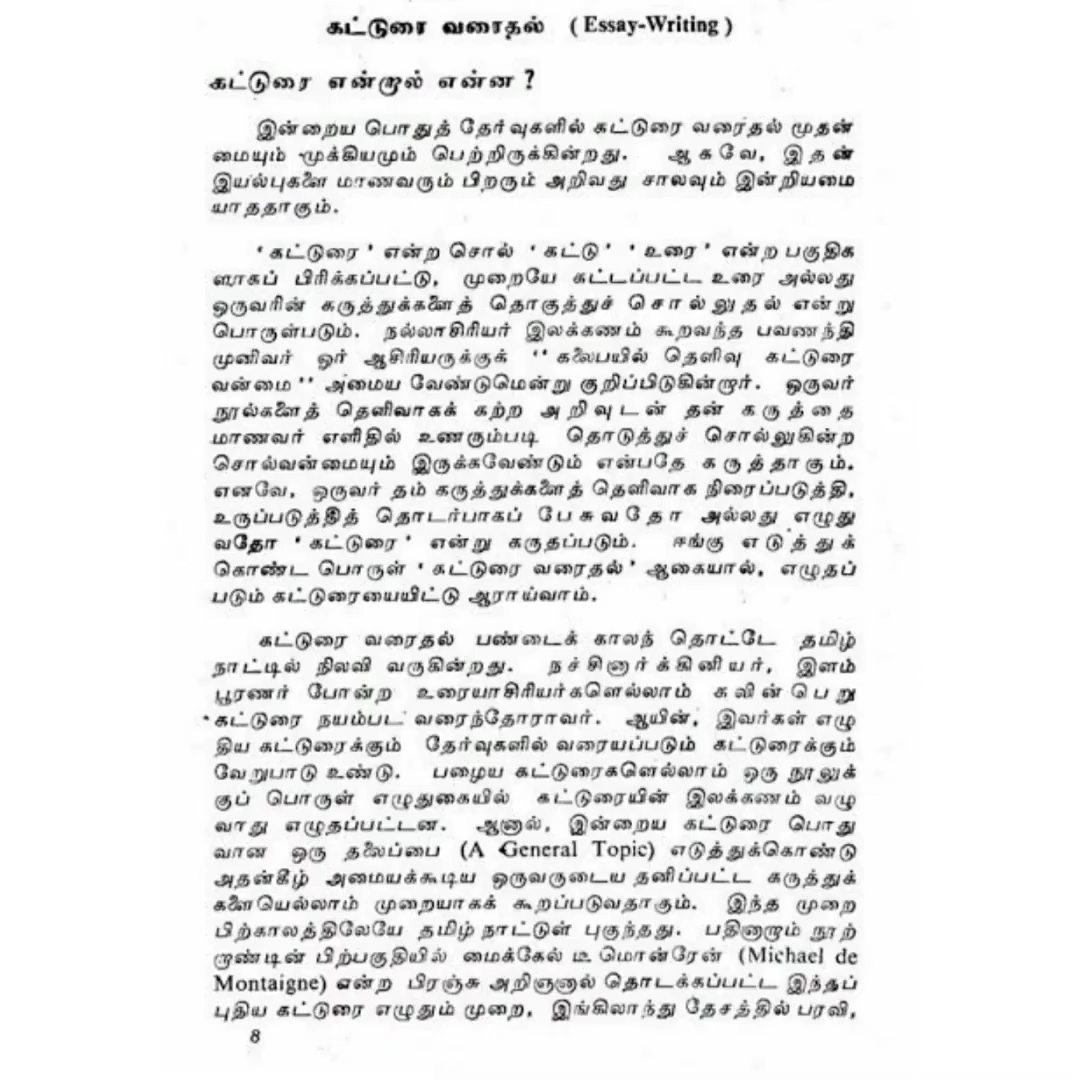 கட்டுரை வரைதல் ( Essay-Writing )
கட்டுரை என்றால் என்ன ?
இன்றைய பொதுத் தேர்வுகளில் கட்டுரை வரைதல் முதன்
மையும் முக்கியமும் பெற்றிருக்கின்றது. ஆகவே, இதன்
இயல்புகளை மாணவரும் பிறரும் அறிவது சாலவும் இன்றியமை
யாததாகும்.
‘ கட்டுரை ’ என்ற சொல் ‘ கட்டு ’ ‘ உரை ’ என்ற பகுதிக
ளாகப் பிரிக்கப்பட்டு, முறையே கட்டப்பட்ட உரை அல்லது
ஒருவரின் கருத்துக்களைத் தொகுத்துச் சொல்லுதல் என்று
பொருள்படும். நல்லாசிரியர் இலக்கணம் கூறவந்த பவணந்தி
முனிவர் ஓர் ஆசிரியருக்குக் ‘‘ கலைபயில் தெளிவு கட்டுரை
வன்மை ’’ அமைய வேண்டுமென்று குறிப்பிடுகின்றார். ஒருவர்
நூல்களைத் தெளிவாகக் கற்ற அறிவுடன் தன் கருத்தை
மாணவர் எளிதில் உணரும்படி தொடுத்துச் சொல்லுகின்ற
சொல்வன்மையும் இருக்கவேண்டும் என்பதே கருத்தாகும்.
எனவே, ஒருவர் தம் கருத்துக்களைத் தெளிவாக நிரைப்படுத்தி,
உருப்படுத்தித் தொடர்பாகப் பேசுவதோ அல்லது எழுது
வதோ ‘ கட்டுரை ’ என்று கருதப்படும். ஈங்கு எடுத்துக்
கொண்ட பொருள் ‘ கட்டுரை வரைதல் ’ ஆகையால், எழுதப்
படும் கட்டுரையையிட்டு ஆராய்வாம்.
கட்டுரை வரைதல் பண்டைக் காலந் தொட்டே தமிழ்
நாட்டில் நிலவி வருகின்றது. நச்சினார்க்கினியர், இளம்
பூரணர் போன்ற உரையாசிரியர்களெல்லாம் கவின்பெறு
கட்டுரை நயம்பட வரைந்தோராவர். ஆயின், இவர்கள் எழு
திய கட்டுரைக்கும் தேர்வுகளில் வரையப்படும் கட்டுரைக்கும்
வேறுபாடு உண்டு. பழைய கட்டுரைகளெல்லாம் ஒரு நூலுக்
குப் பொருள் எழுதுகையில் கட்டுரையின் இலக்கணம் வழு
வாது எழுதப்பட்டன. ஆனால், இன்றைய கட்டுரை பொது
வான ஒரு தலைப்பை (A General Topic) எடுத்துக்கொண்டு
அதன்கீழ் அமையக்கூடிய ஒருவருடைய தனிப்பட்ட கருத்துக்
களையெல்லாம் முறையாகக் கூறப்படுவதாகும். இந்த முறை
பிற்காலத்திலேயே தமிழ் நாட்டுள் புகுந்தது. பதினாறாம் நூற்
றாண்டின் பிற்பகுதியில் மைக்கேல் டீ மொன்ரேன் (Michael de
Montaigne) என்ற பிரஞ்சு அறிஞனால் தொடக்கப்பட்ட இந்தப்
புதிய கட்டுரை எழுதும் முறை, இங்கிலாந்து தேசத்தில் பரவி,
8